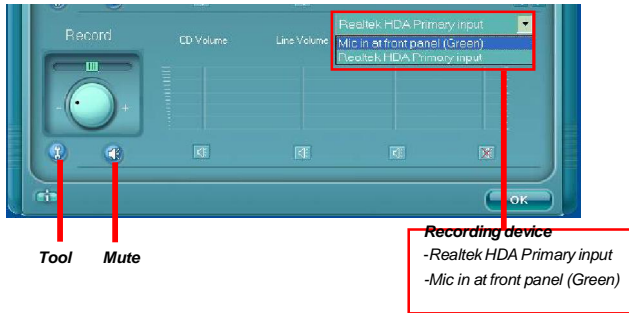 Realtek HDA Primary input
Record
CD Volume
Line Volume
Mic in at front panel (Green)
Realtek HDA Primary input
- +
i
OK
Tool Mute
Recording device
-Realtek HDA Primary input
-Mic in at front panel (Green)